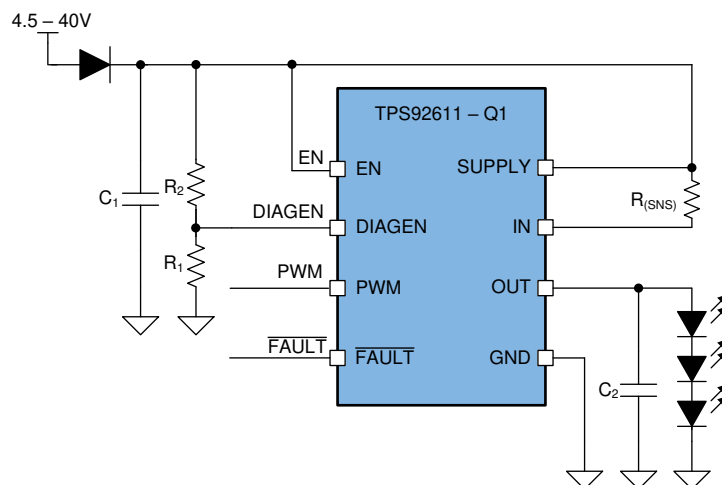 4.5 – 40V
TPS92611 – Q1
EN
EN
SUPPLY
C1
R2
R(SNS)
DIAGEN
DIAGEN
IN
R1
PWM
PWM
OUT
FAULT
FAULT
GND
C2